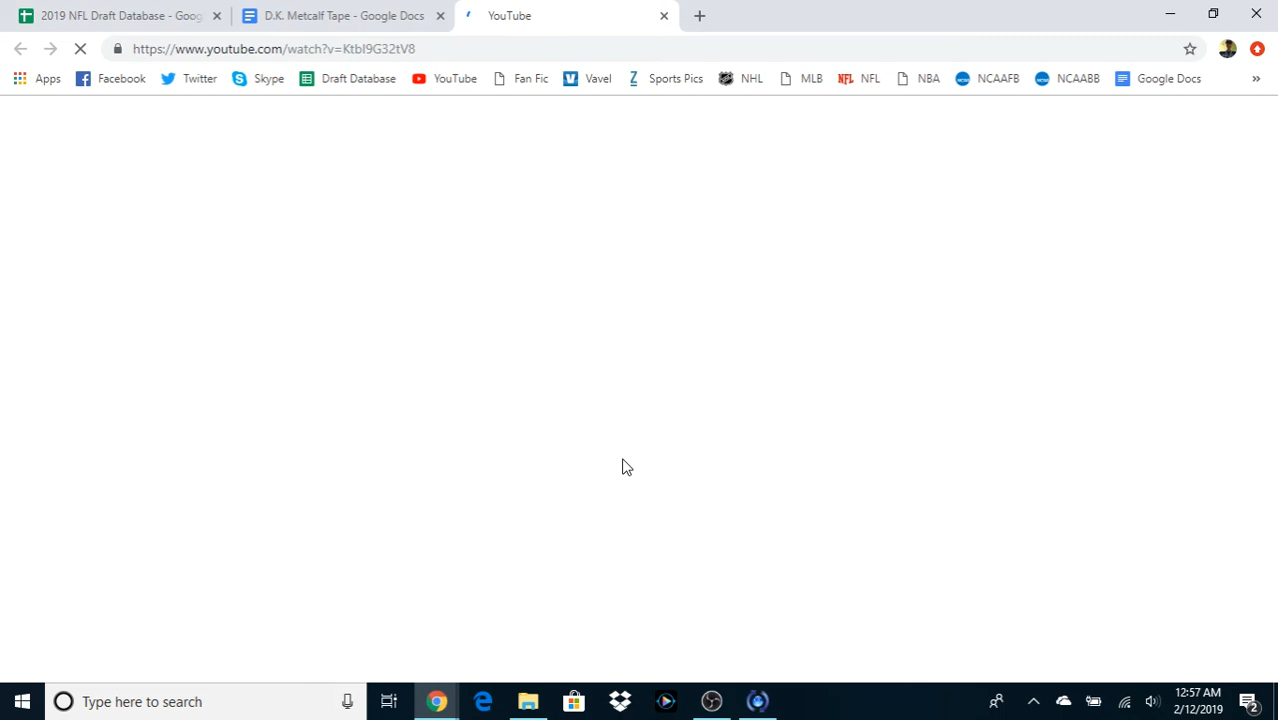 2019 NFL Draft Database - Goog
D.K. Metcalf Tape - Google Docs
YouTube
https://www.youtube.com/watch?v=KtbI9G32tV8
Apps Facebook Twitter Skype Draft Database YouTube Fan Fic Vavel Sports Pics NHL MLB NFL NBA NCAAFB NCAABB Google Docs »
Type here to search
12:57 AM
2/12/2019
2